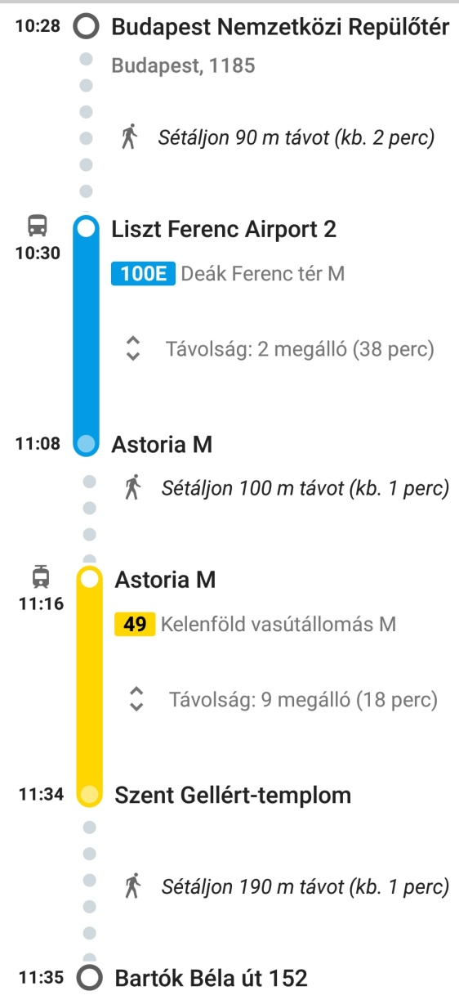 10:28 Budapest Nemzetközi Repülőtér
Budapest, 1185
Sétáljon 90 m távot (kb. 2 perc)
Liszt Ferenc Airport 2
10:30
100E Deák Ferenc tér M
Távolság: 2 megálló (38 perc)
11:08 Astoria M
Sétáljon 100 m távot (kb. 1 perc)
Astoria M
11:16
49 Kelenföld vasútállomás M
Távolság: 9 megálló (18 perc)
11:34 Szent Gellért-templom
Sétáljon 190 m távot (kb. 1 perc)
11:35 Bartók Béla út 152